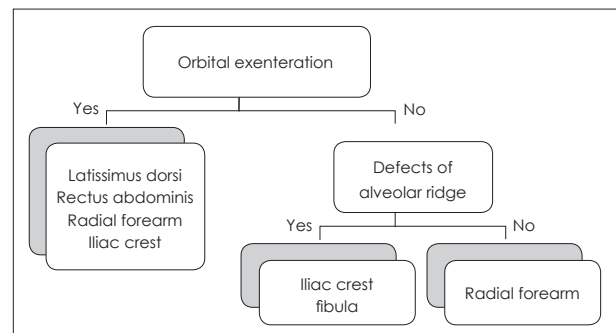 Orbital exenteration
Yes
No
Latissimus dorsi
Rectus abdominis
Radial forearm
Iliac crest
Defects of
alveolar ridge
Yes
No
Iliac crest
fibula
Radial forearm